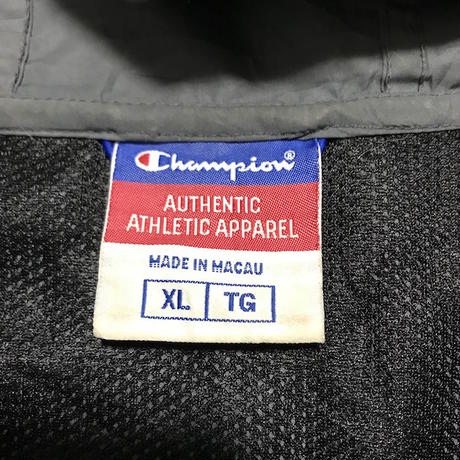 Champion®
AUTHENTIC
ATHLETIC APPAREL
MADE IN MACAU
XL TG